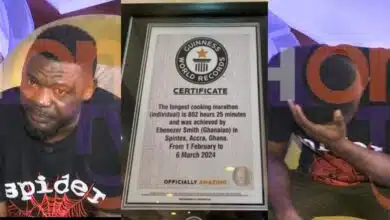 GUINNESS
WORLD RECORDS
CERTIFICATE
The longest cooking marathon
(individual) is 802 hours 25 minutes
and was achieved by
Ebenezer Smith (Ghanaian) in
Spintex, Accra, Ghana.
From 1 February to
6 March 2024
OFFICIALLY AMAZING
spider